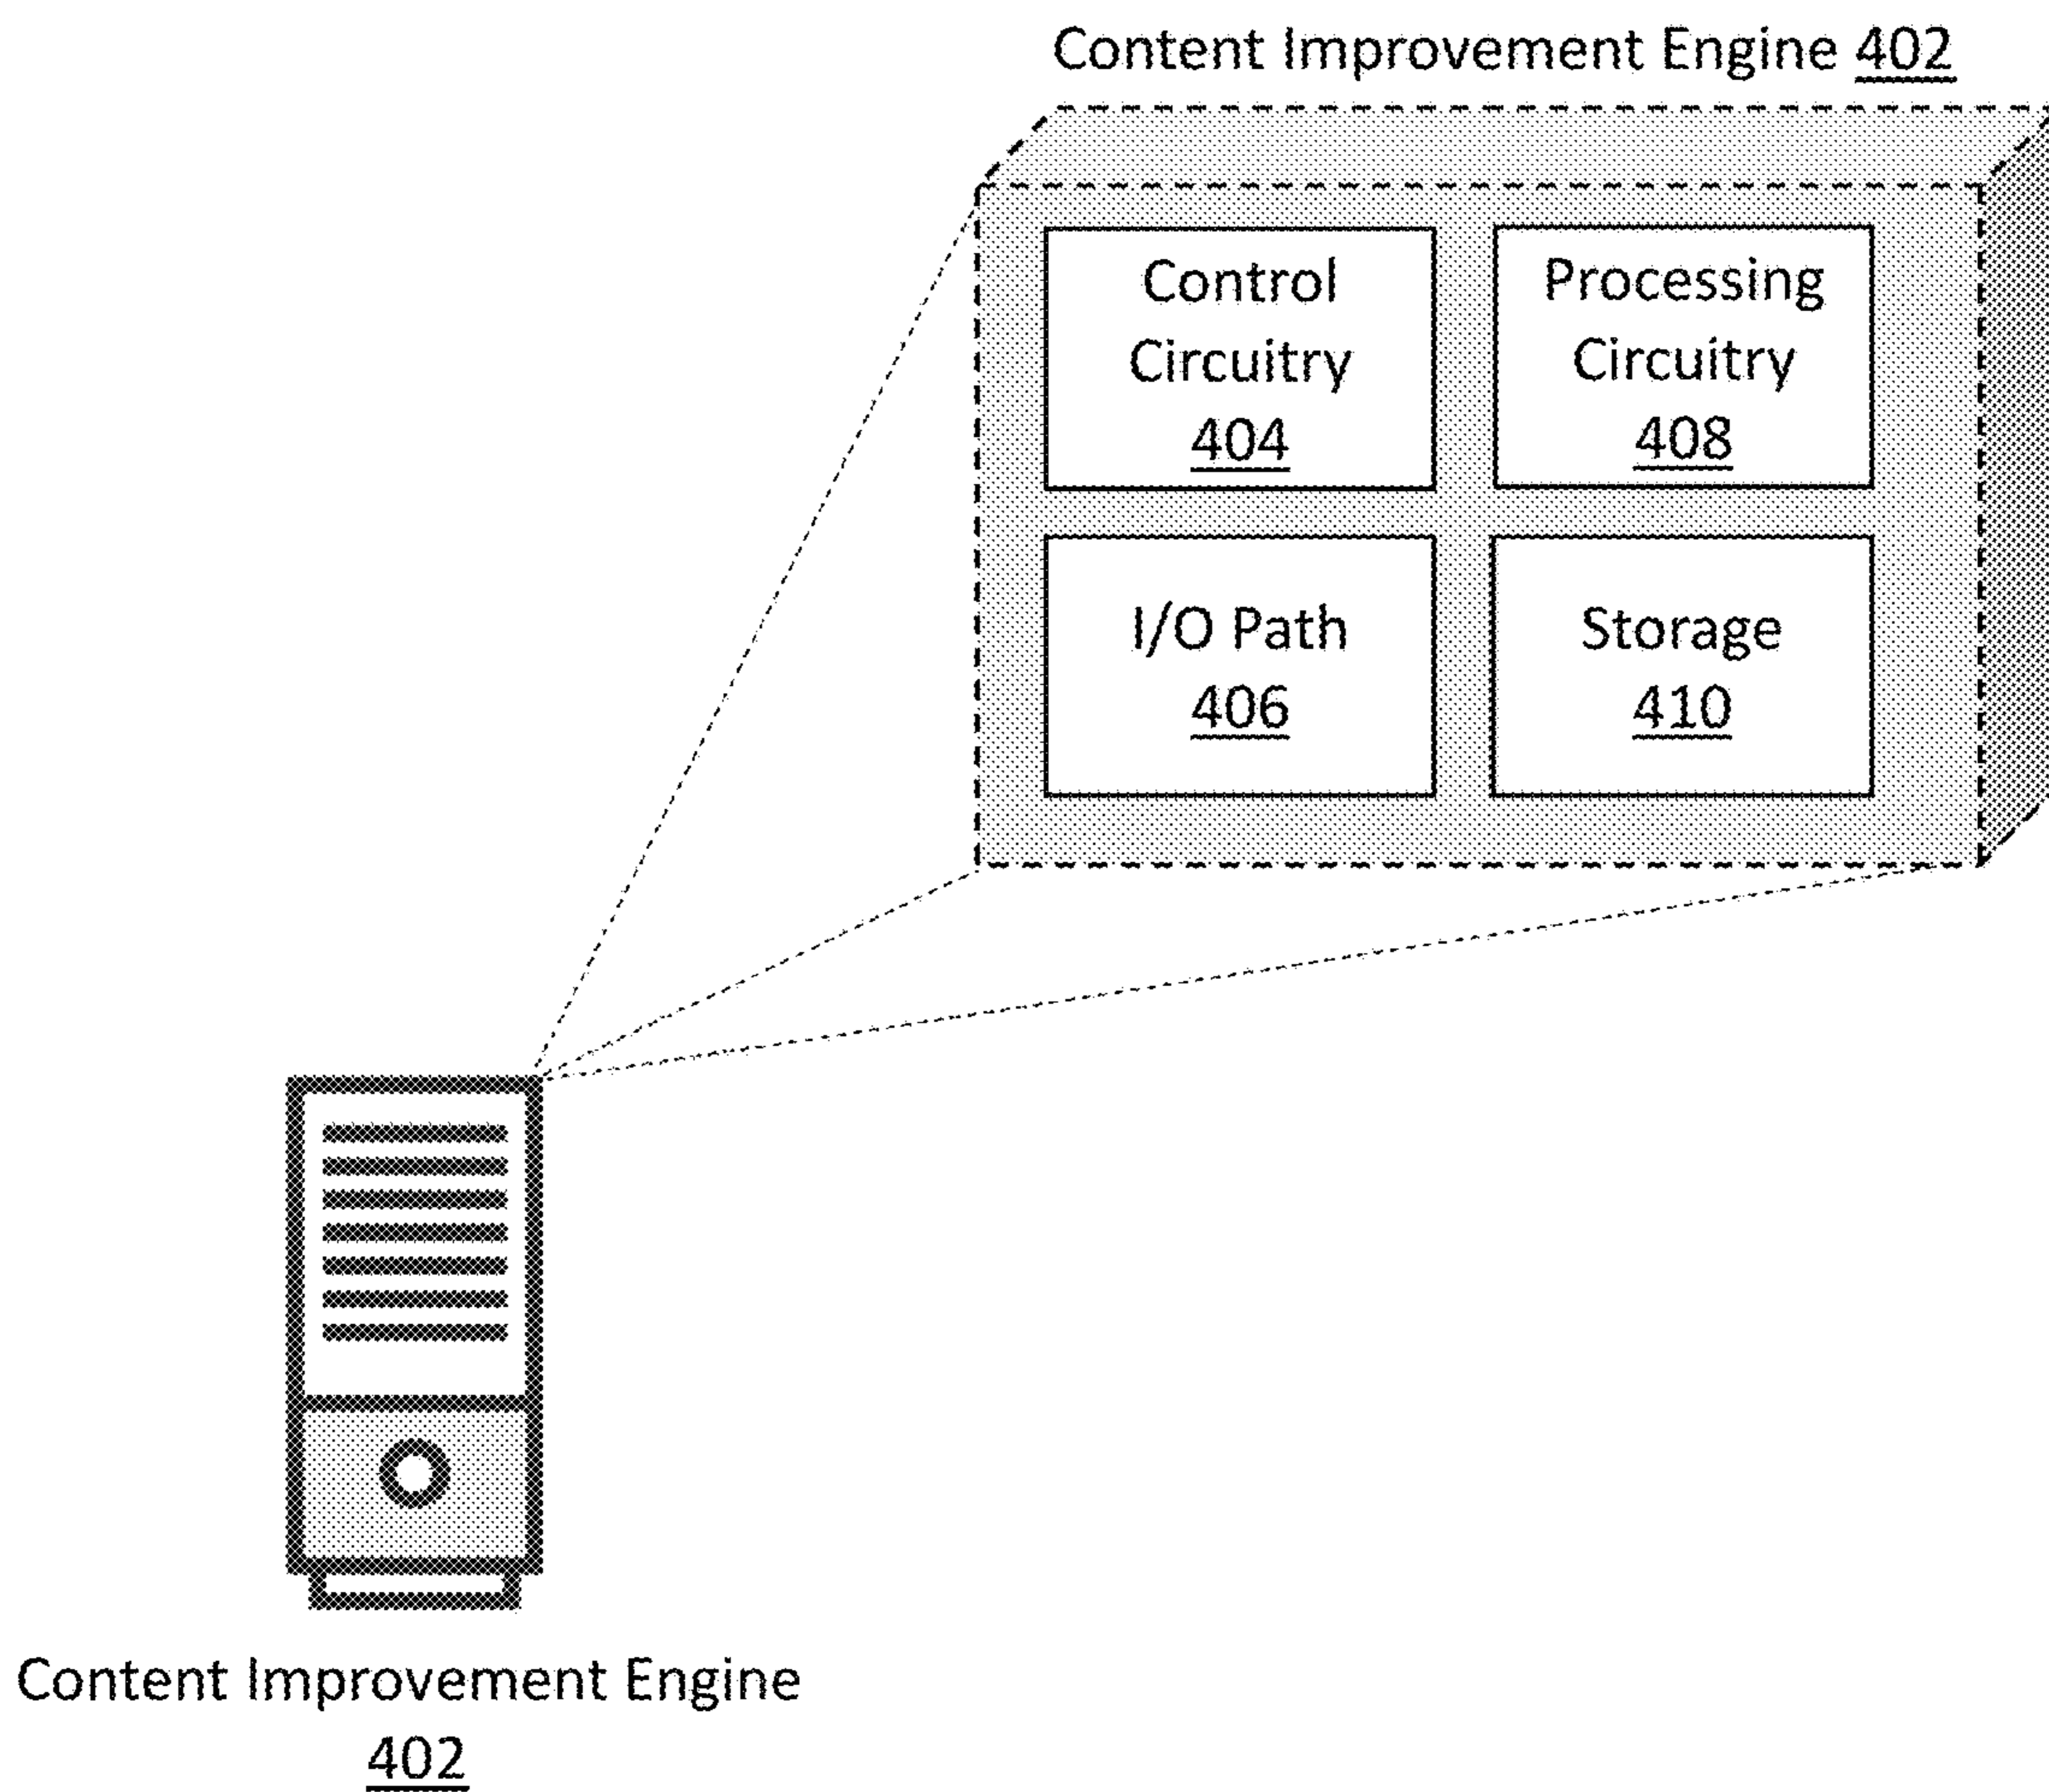 Content Improvement Engine 402
Control
Circuitry
404
Processing
Circuitry
408
I/O Path
406
Storage
410
Content Improvement Engine
402